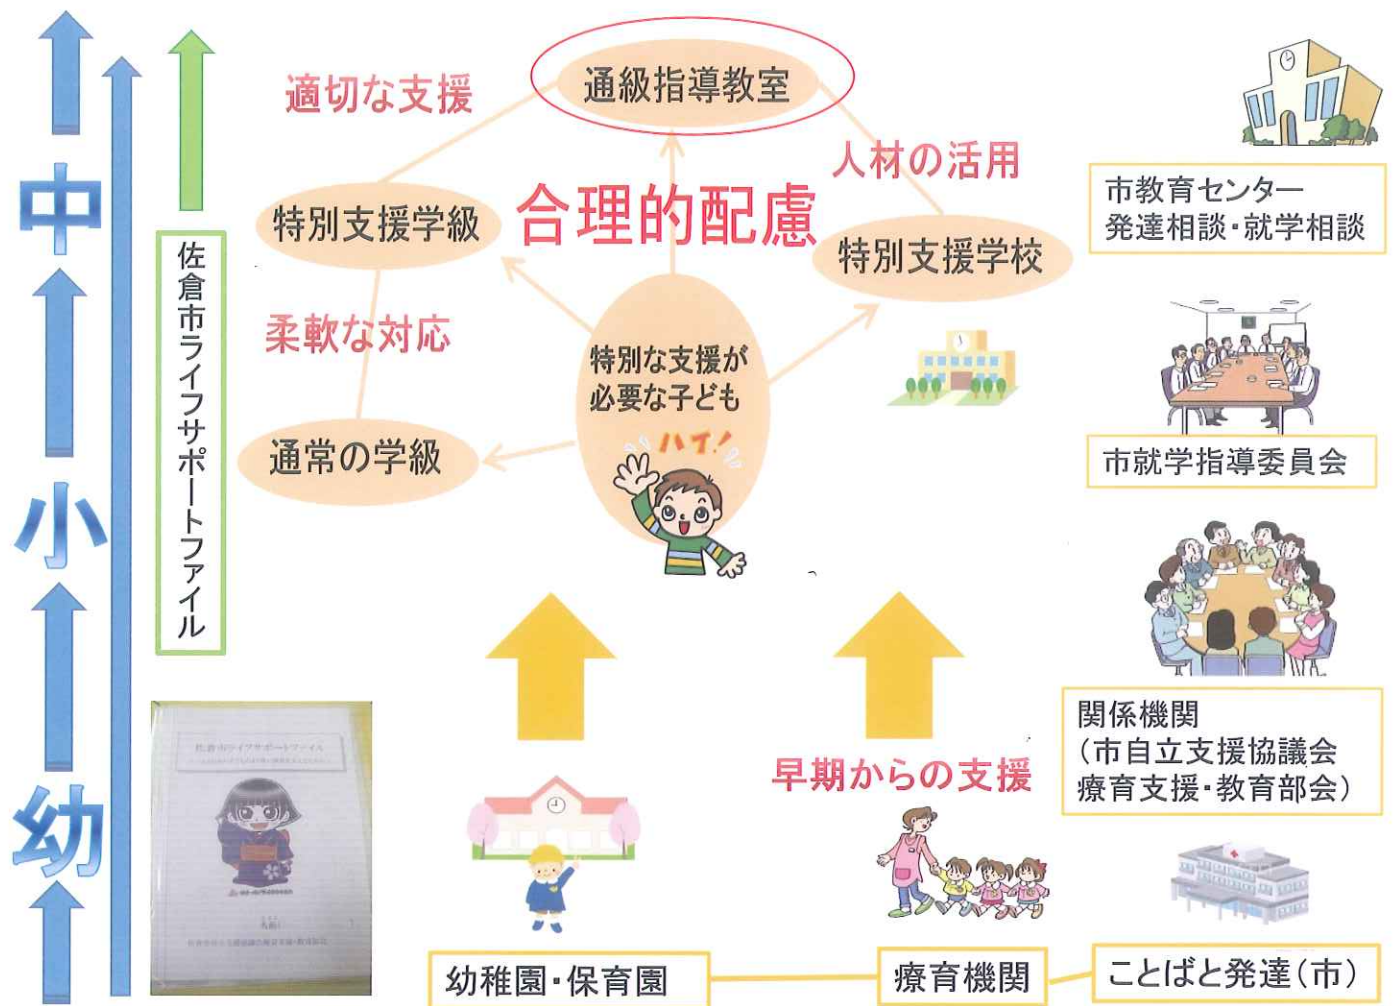 通級指導教室
適切な支援
人材の活用
合理的配慮
特別支援学級
特別支援学校
柔軟な対応
特別な支援が
必要な子ども
ハイ!
通常の学級
中
小
幼
佐倉市ライフサポートファイル
佐倉市ライフサポートファイル
市教育センター
発達相談・就学相談
市就学指導委員会
関係機関
(市自立支援協議会
療育支援・教育部会)
早期からの支援
幼稚園・保育園
療育機関
ことばと発達(市)